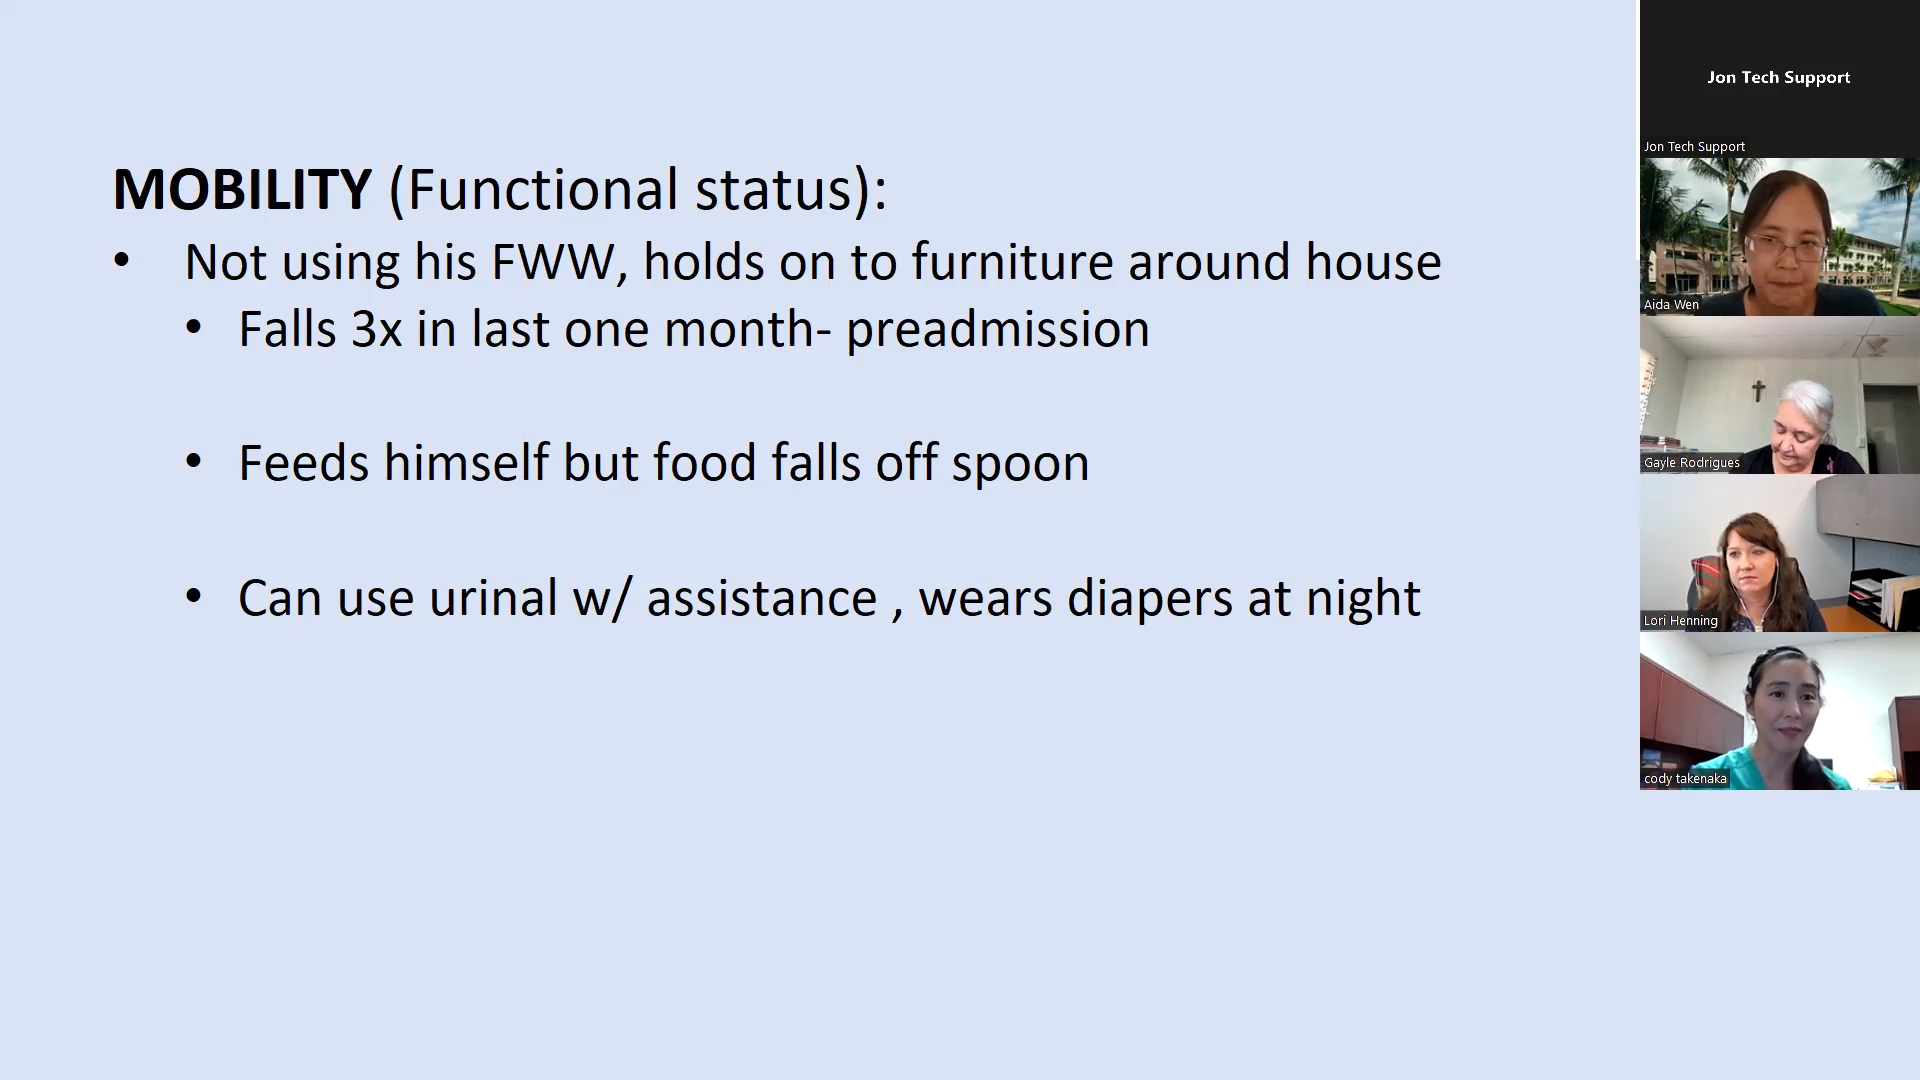 MOBILITY (Functional status):
• Not using his FWW, holds on to furniture around house
• Falls 3x in last one month- preadmission
• Feeds himself but food falls off spoon
• Can use urinal w/ assistance , wears diapers at night
Jon Tech Support
Jon Tech Support
Aida Wen
Gayle Rodrigues
Lori Henning
cody takenaka